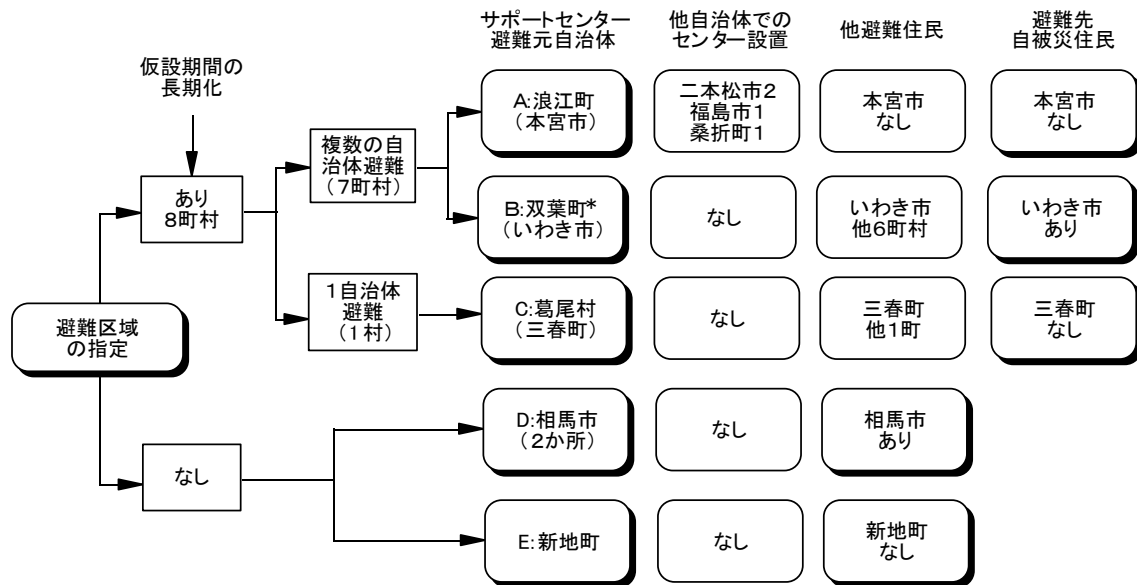 サポートセンター
避難元自治体
他自治体での
センター設置
他避難住民
避難先
自被災住民
仮設期間の
長期化
A:浪江町
(本宮市)
二本松市2
福島市1
桑折町1
本宮市
なし
本宮市
なし
複数の自
治体避難
(7町村)
あり
8町村
B:双葉町*
(いわき市)
なし
いわき市
他6町村
いわき市
あり
1自治体
避難
(1村)
C:葛尾村
(三春町)
なし
三春町
他1町
三春町
なし
避難区域
の指定
D:相馬市
(2か所)
なし
相馬市
あり
なし
E:新地町
なし
新地町
なし